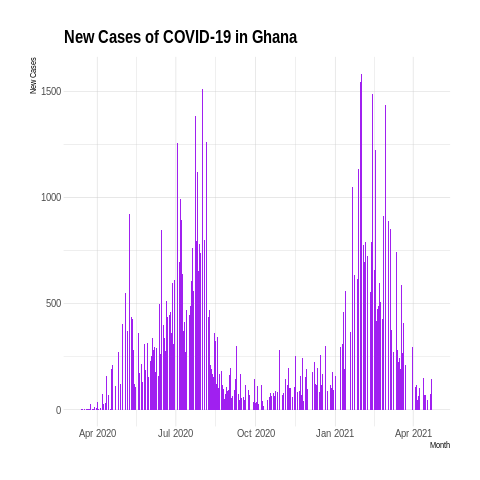 New Cases of COVID-19 in Ghana
New Cases
1500
1000
500
0
Apr 2020 Jul 2020 Oct 2020 Jan 2021 Apr 2021
Month